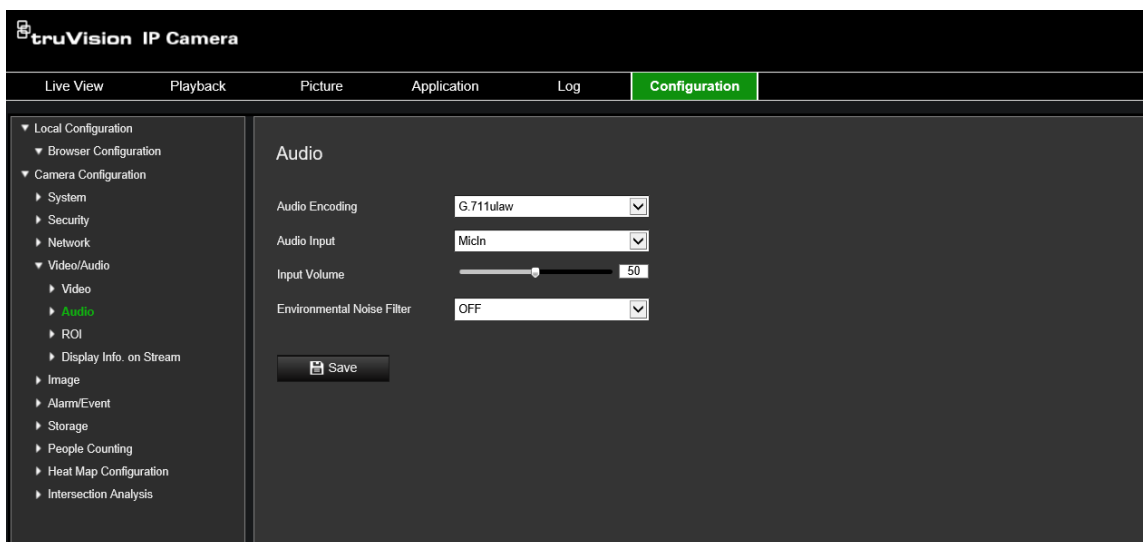 truVision IP Camera
Live View Playback Picture Application Log Configuration
Local Configuration
Browser Configuration
Camera Configuration
System
Security
Network
Video/Audio
Video
Audio
ROI
Display Info. on Stream
Image
Alarm/Event
Storage
People Counting
Heat Map Configuration
Intersection Analysis
Audio
Audio Encoding G.711ulaw
Audio Input MicIn
Input Volume 50
Environmental Noise Filter OFF
Save